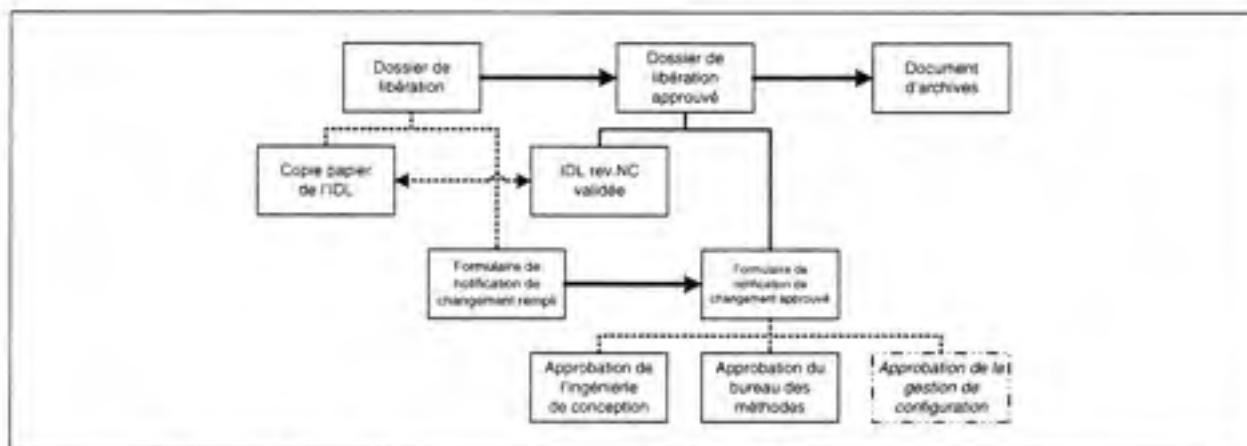 Dossier de
libération
Dossier de
libération
approuvé
Document
d'archives
Copie papier
de l'IDL
IDL rev.NC
validée
Formulaire de
notification de
changement rempli
Formulaire de
notification de
changement approuvé
Approbation de
l'ingénierie
de conception
Approbation du
bureau des
méthodes
Approbation de la
gestion de
configuration